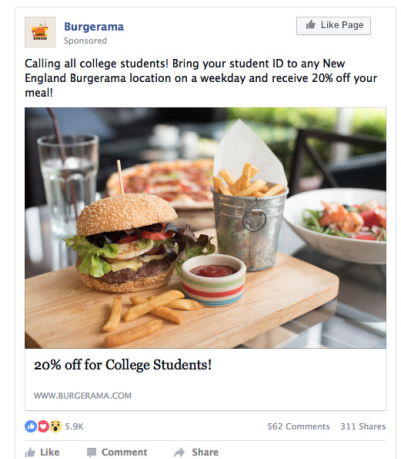 Burgerama
Sponsored
Like Page
Calling all college students! Bring your student ID to any New
England Burgerama location on a weekday and receive 20% off your
meal!
20% off for College Students!
WWW.BURGERAMA.COM
5.9K
562 Comments 311 Shares
Like Comment Share